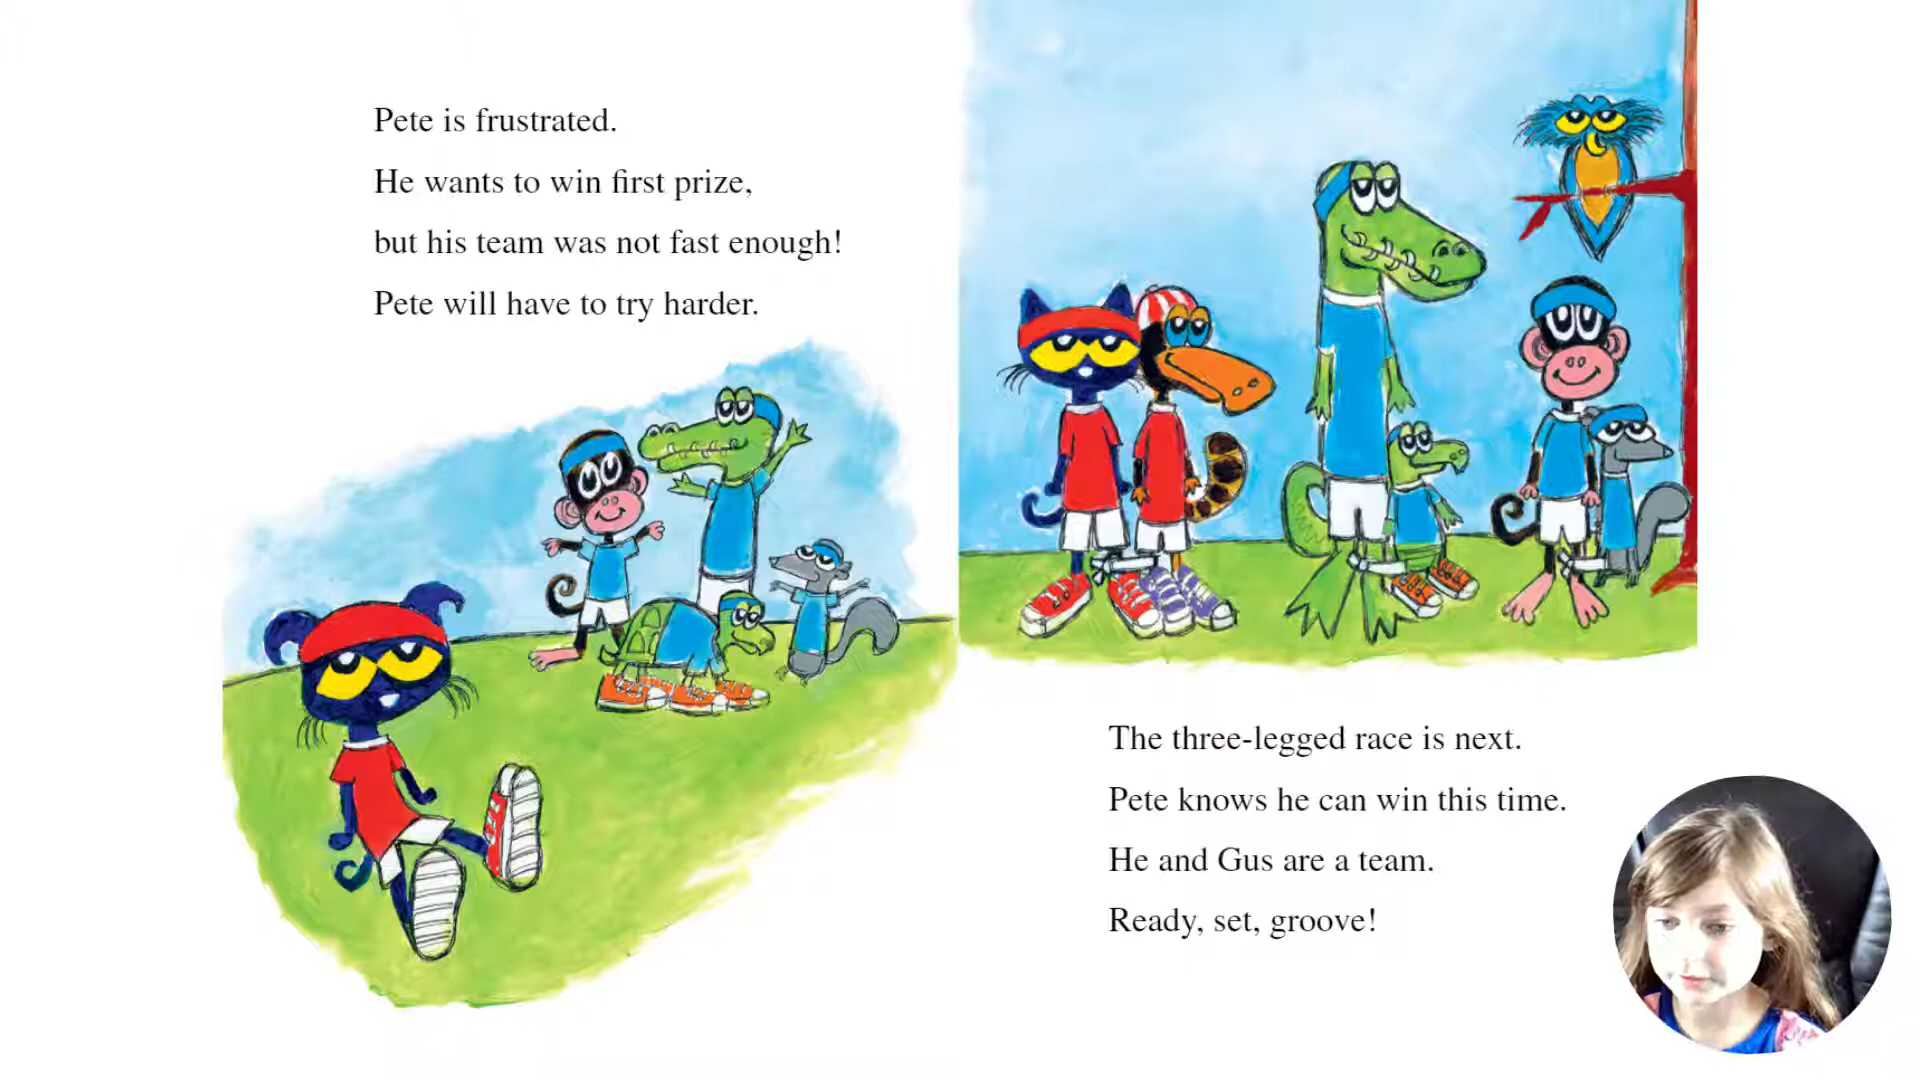 Pete is frustrated.
He wants to win first prize,
but his team was not fast enough!
Pete will have to try harder.
The three-legged race is next.
Pete knows he can win this time.
He and Gus are a team.
Ready, set, groove!